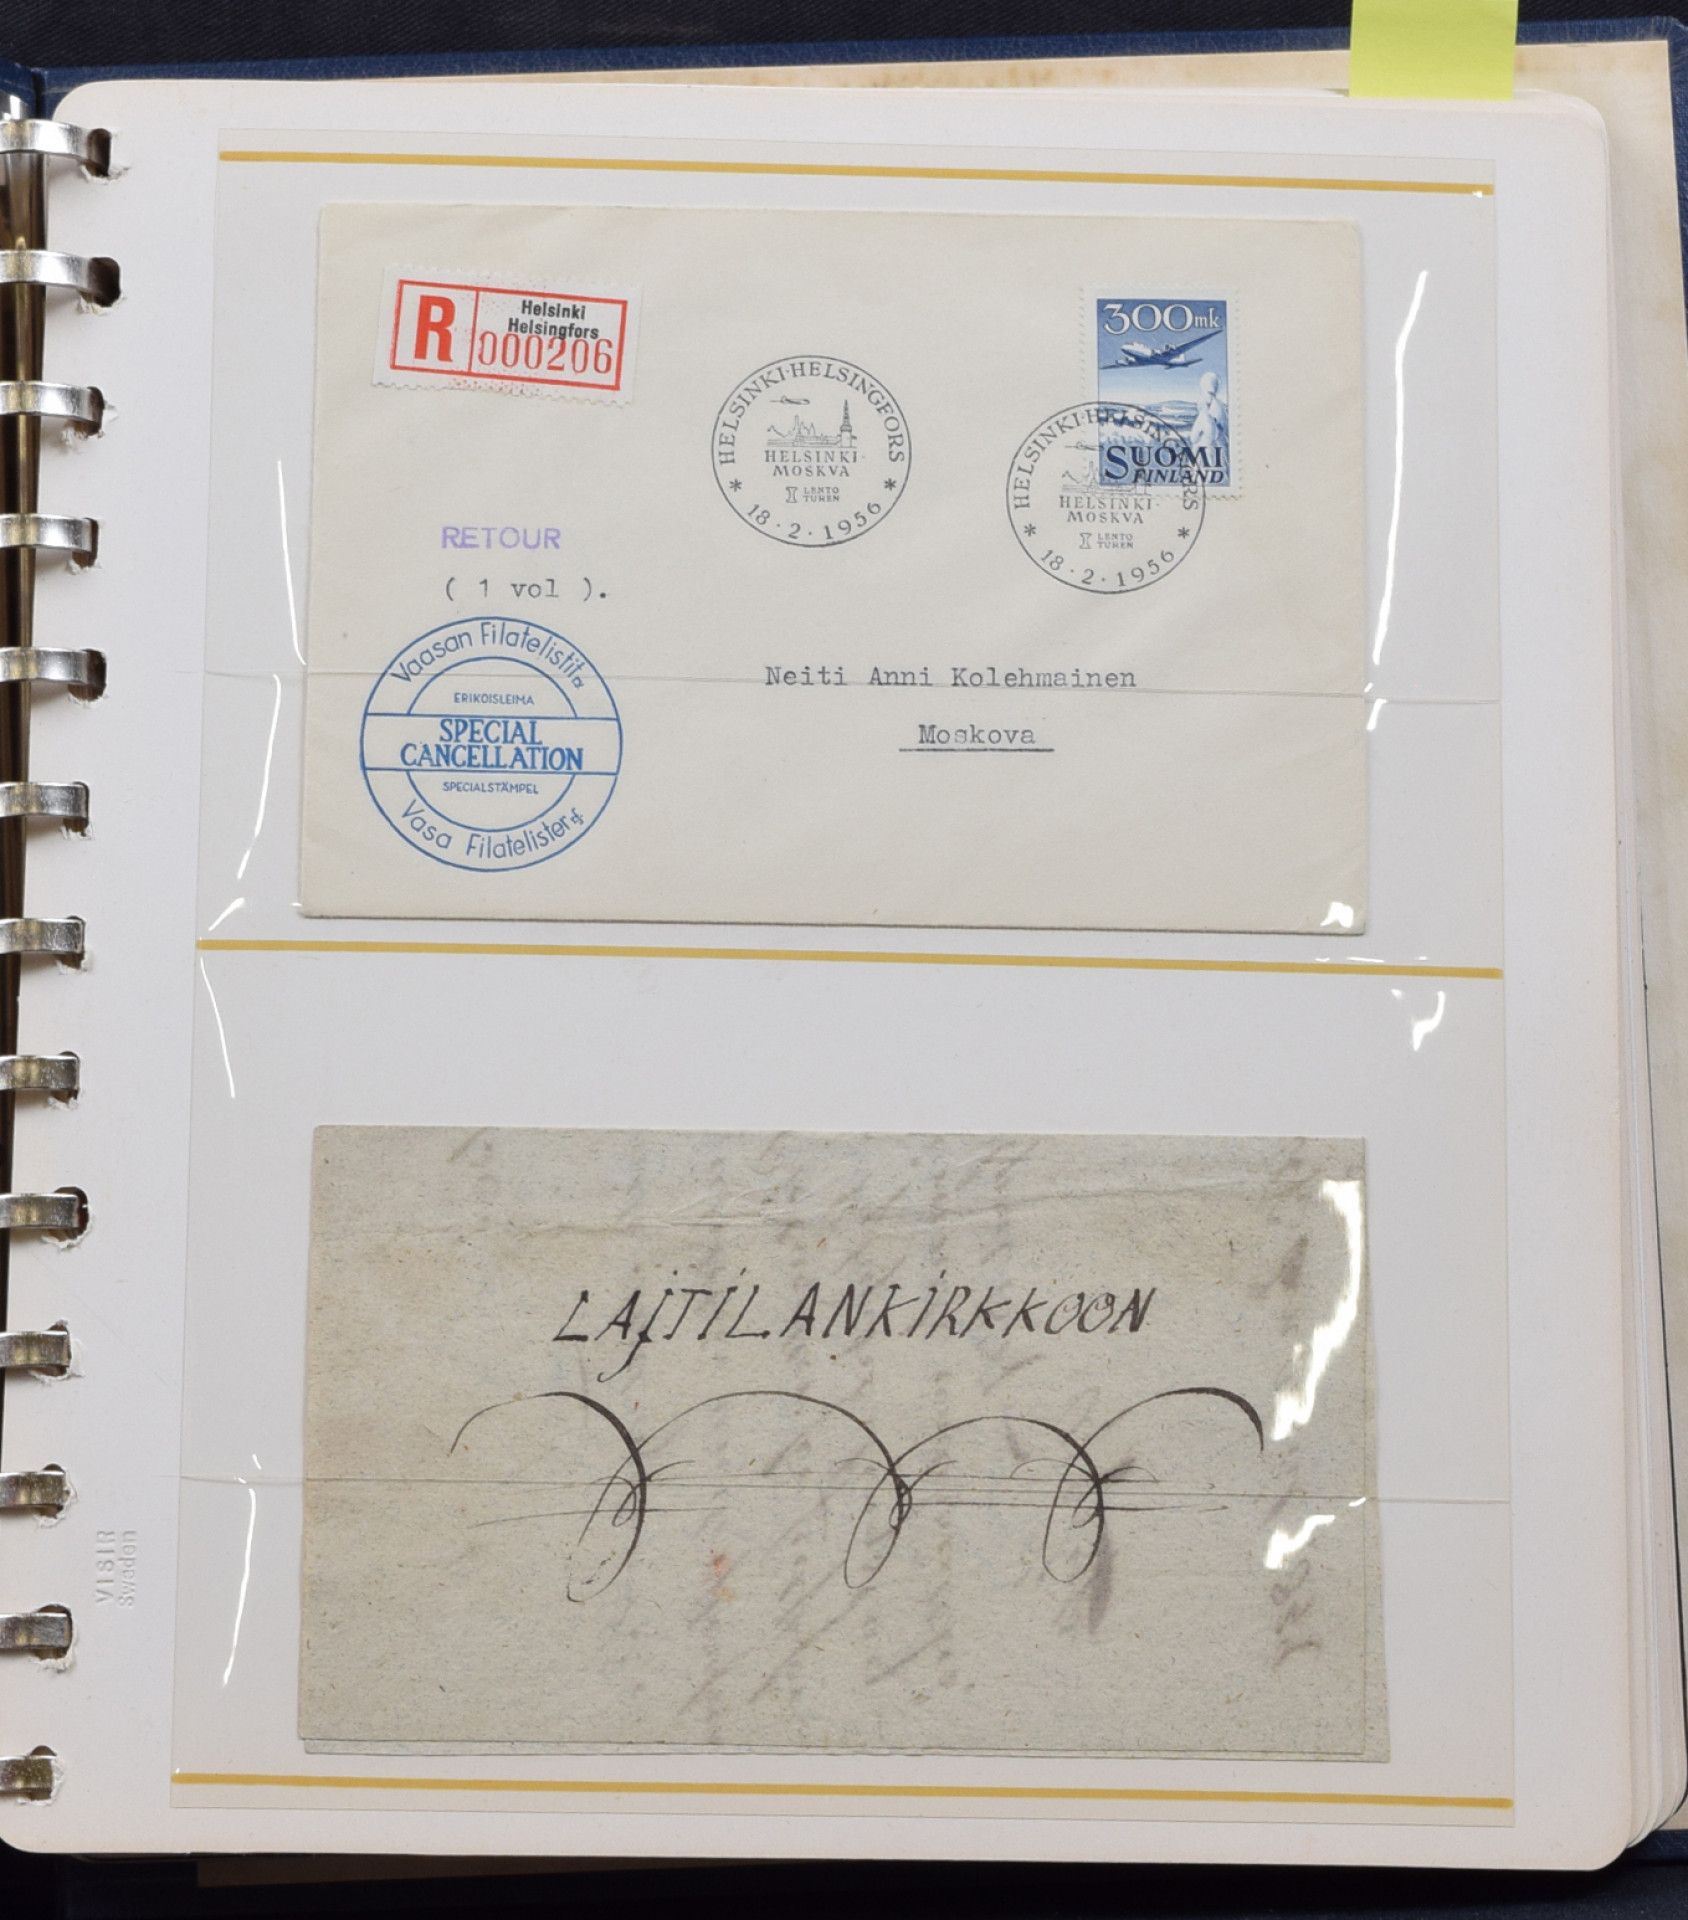 R
Helsinki
Helsingfors
000206
300mk
SUOMI
FINLAND
HELSINKI·HELSINGFORS
HELSINKI-
MOSKVA
I LENTO
TUREN
* 18·2·1956 *
HELSINKI·HELSINGFORS
HELSINKI-
MOSKVA
I LENTO
TUREN
* 18·2·1956 *
RETOUR
( 1 vol ).
Vaasan Filatelistit
ERIKOISLEIMA
SPECIAL
CANCELLATION
SPECIALSTÄMPEL
Vasa Filatelister
Neiti Anni Kolehmainen
Moskova
LAjTiLANKiRKKOON
VISIR
Sweden